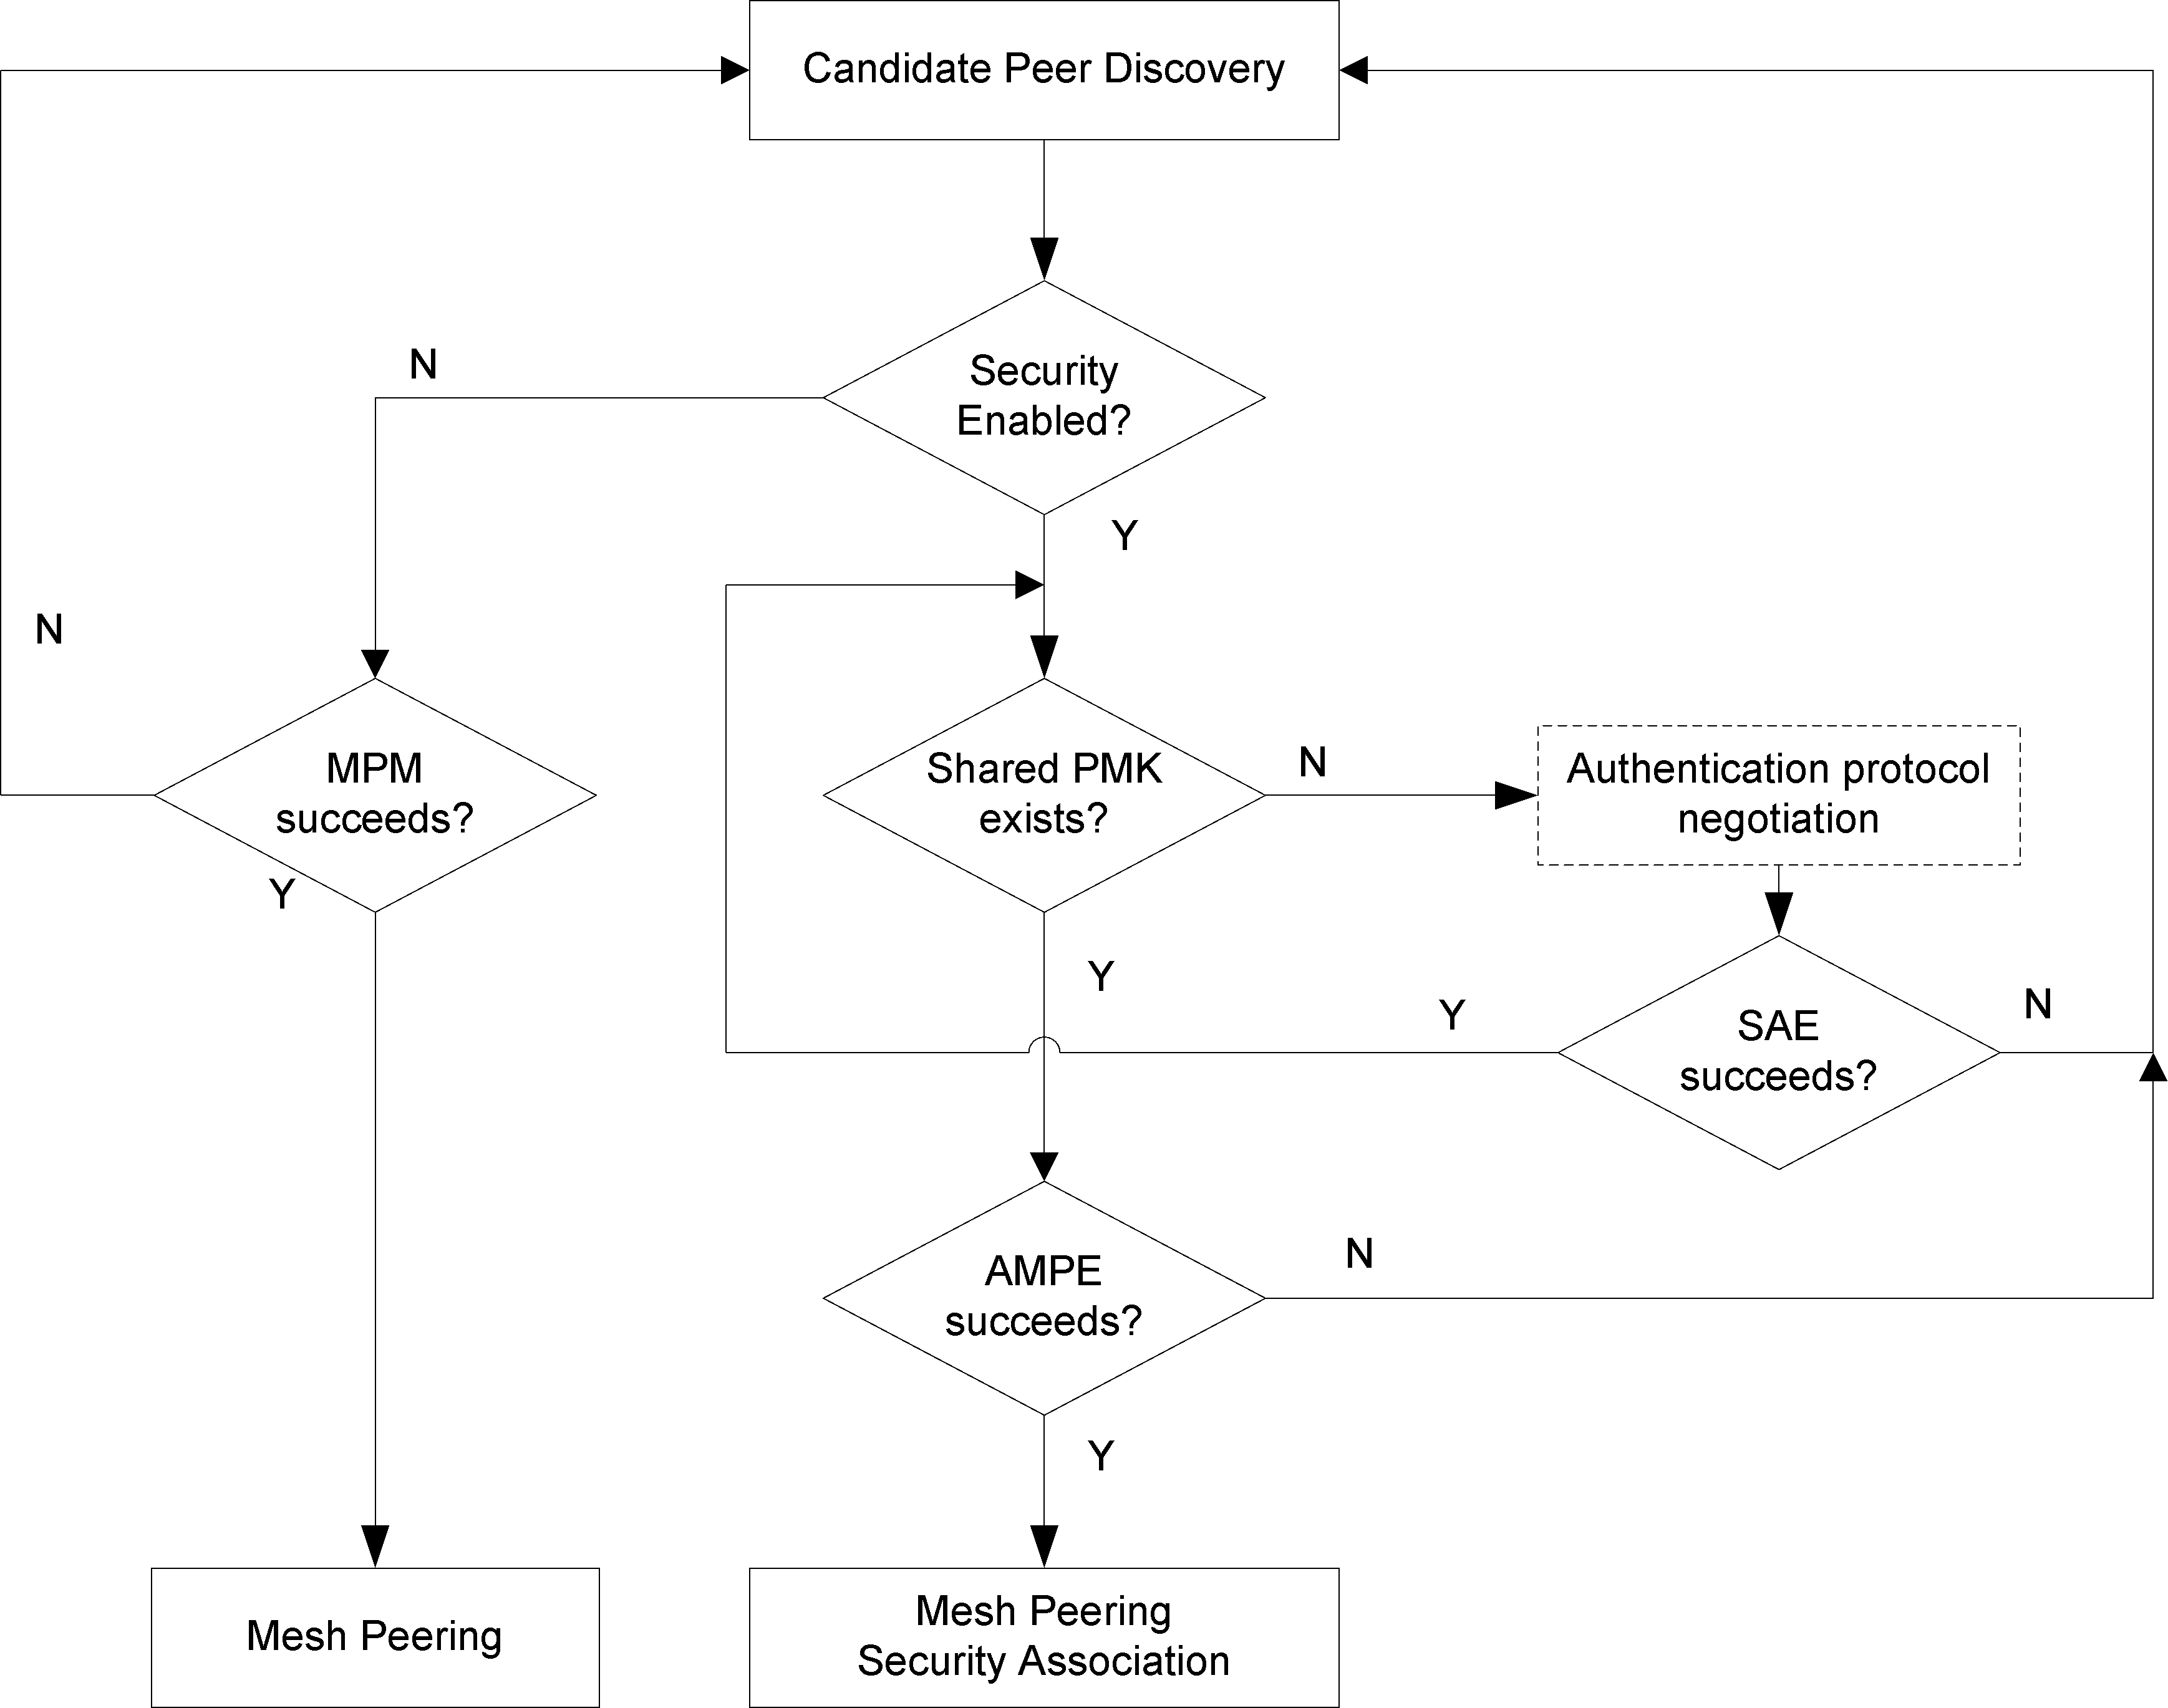 Candidate Peer Discovery
Security
Enabled?
N
Y
N
MPM
succeeds?
Y
Shared PMK
exists?
N
Authentication protocol
negotiation
Y
Y
SAE
succeeds?
N
AMPE
succeeds?
N
Y
Mesh Peering
Mesh Peering
Security Association